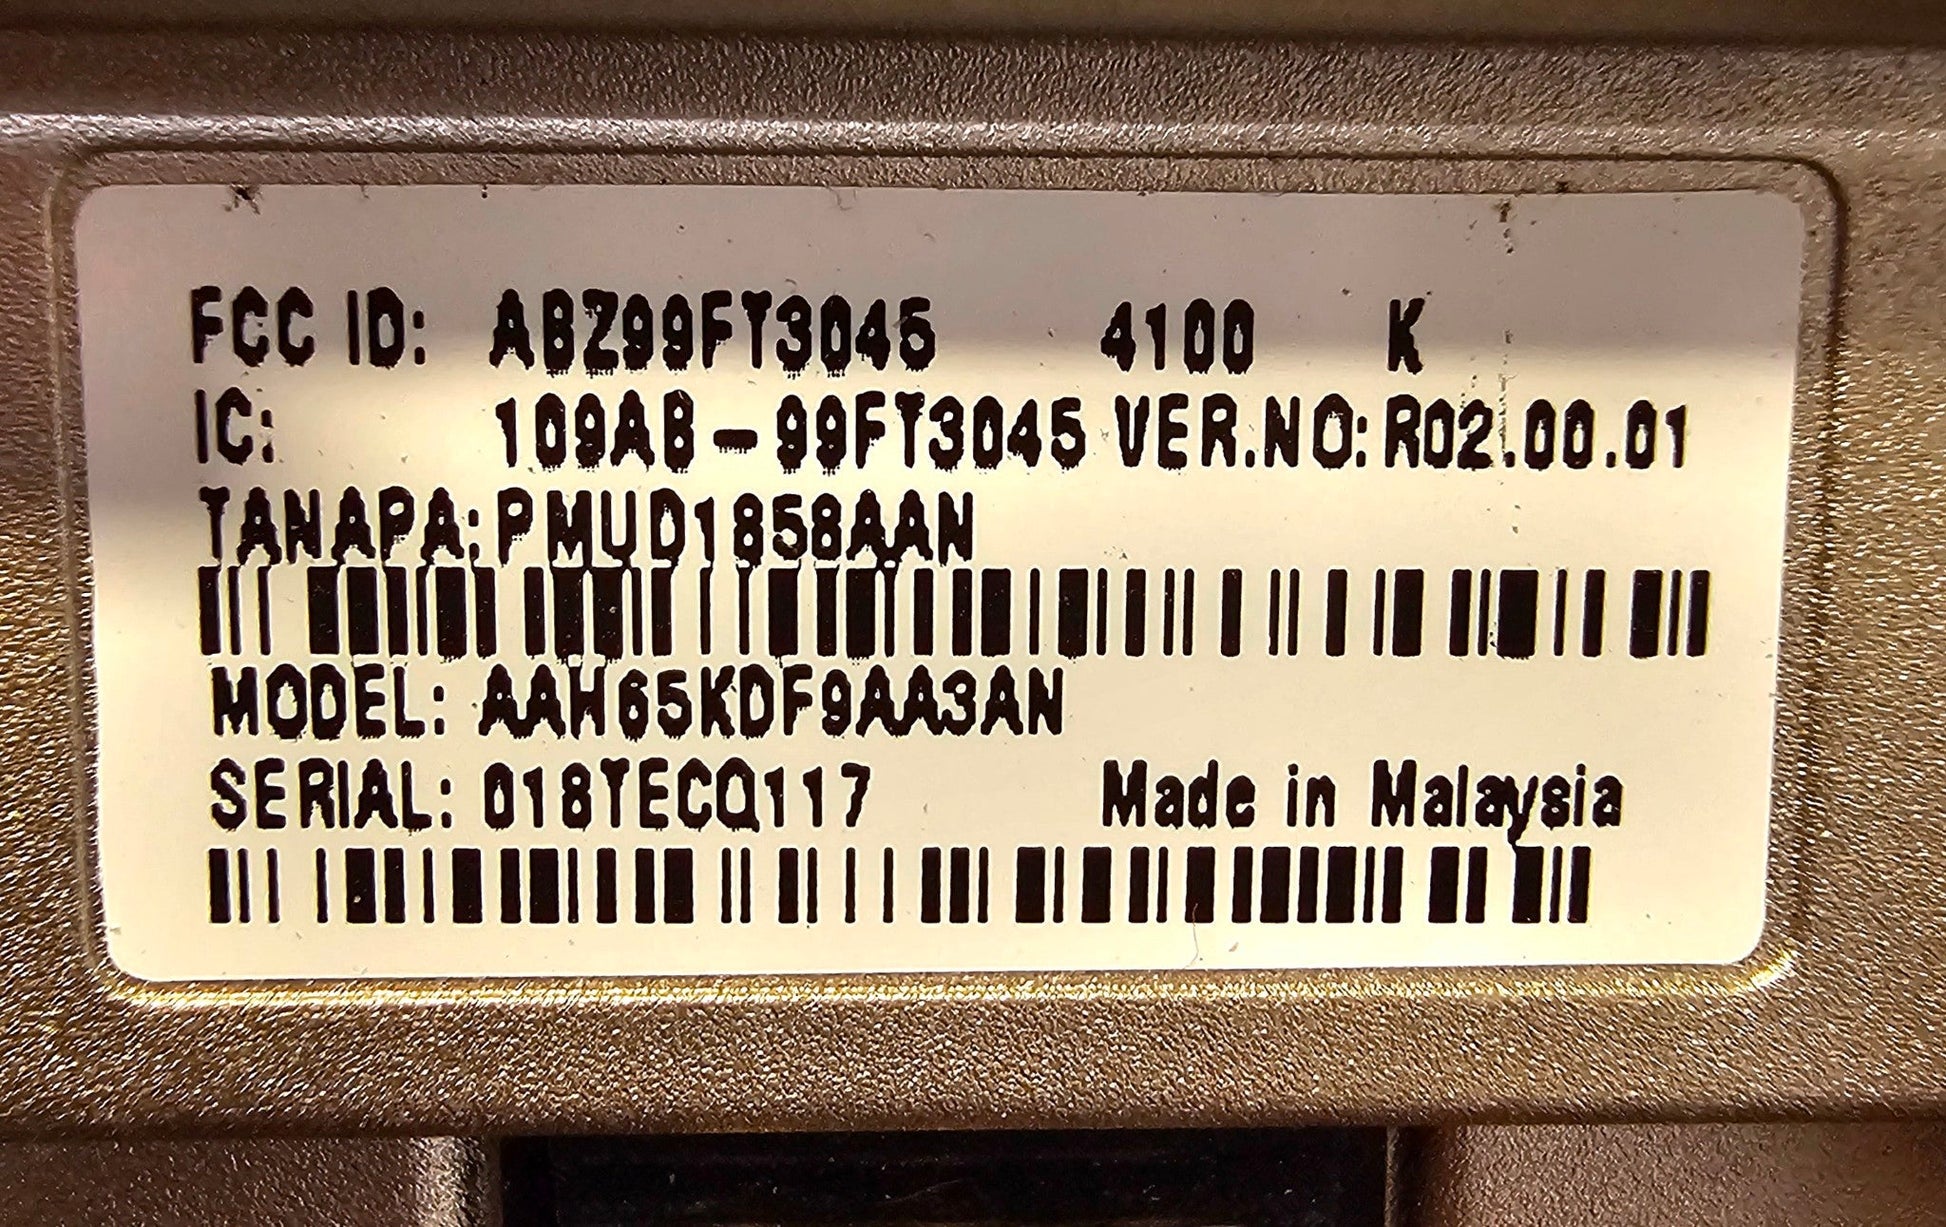 FCC ID: ABZ99FT3045 4100 K
IC: 109AB-99FT3045 VER.NO: R02.00.01
TANAPA: PMUD1858AAN
MODEL: AAH65KDF9AA3AN
SERIAL: 018TECQ117 Made in Malaysia